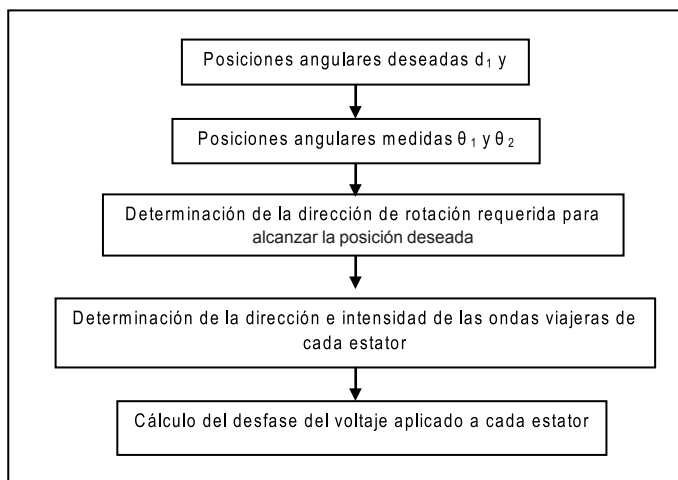 Posiciones angulares deseadas d₁ y
Posiciones angulares medidas θ₁ y θ₂
Determinación de la dirección de rotación requerida para
alcanzar la posición deseada
Determinación de la dirección e intensidad de las ondas viajeras de
cada estator
Cálculo del desfase del voltaje aplicado a cada estator